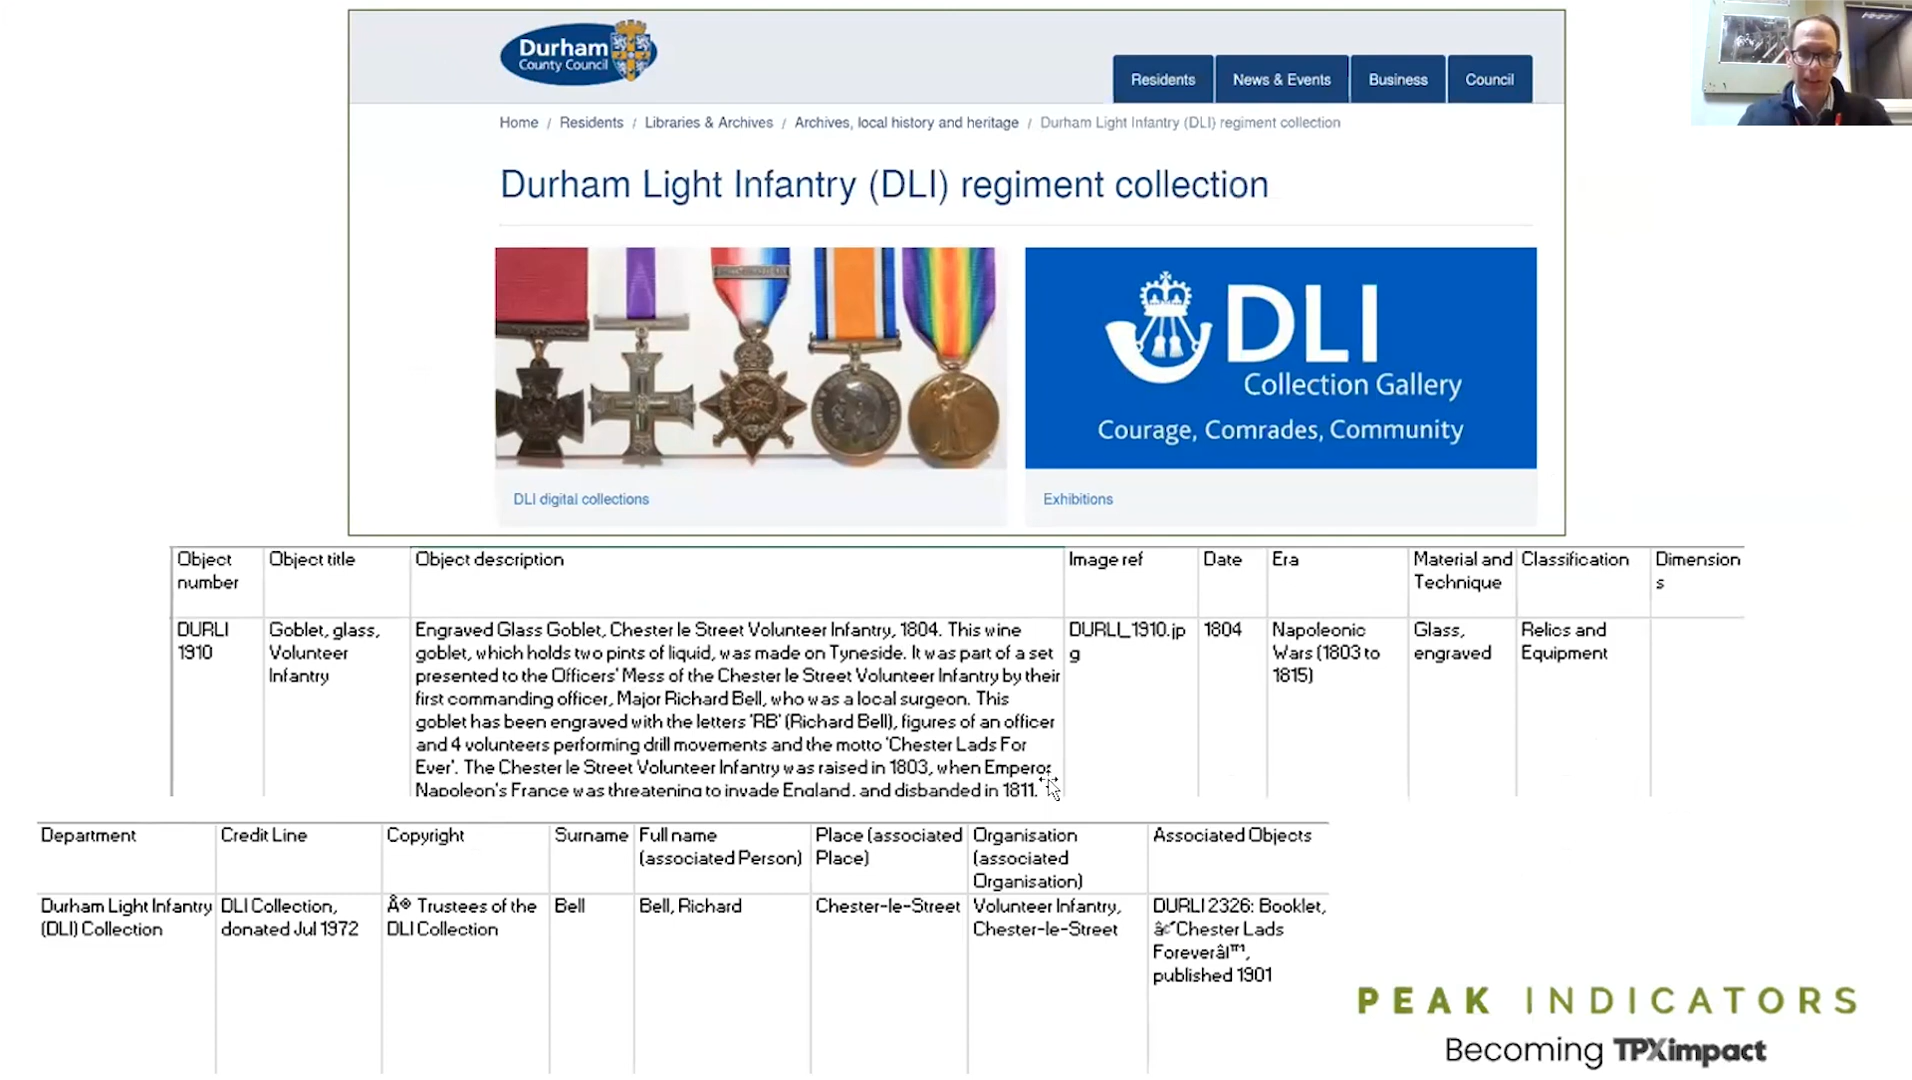 Durham
County Council
Residents
News & Events
Business
Council
Home / Residents / Libraries & Archives / Archives, local history and heritage / Durham Light Infantry (DLI) regiment collection
Durham Light Infantry (DLI) regiment collection
DLI
Collection Gallery
Courage, Comrades, Community
DLI digital collections
Exhibitions
Object number
Object title
Object description
Image ref
Date
Era
Material and Technique
Classification
Dimension
s
DURLI
1910
Goblet, glass,
Volunteer
Infantry
Engraved Glass Goblet, Chester le Street Volunteer Infantry, 1804. This wine
goblet, which holds two pints of liquid, was made on Tyneside. It was part of a set
presented to the Officers' Mess of the Chester le Street Volunteer Infantry by their
first commanding officer, Major Richard Bell, who was a local surgeon. This
goblet has been engraved with the letters 'RB' (Richard Bell), figures of an officer
and 4 volunteers performing drill movements and the motto 'Chester Lads For
Ever'. The Chester le Street Volunteer Infantry was raised in 1803, when Emperor
Napoleon's France was threatening to invade England, and disbanded in 1811.
DURLI_1910.jp
g
1804
Napoleonic
Wars (1803 to
1815)
Glass,
engraved
Relics and
Equipment
Department
Credit Line
Copyright
Surname
Full name
(associated Person)
Place (associated
Place)
Organisation
(associated
Organisation)
Associated Objects
Durham Light Infantry
(DLI) Collection
DLI Collection,
donated Jul 1972
Â® Trustees of the
DLI Collection
Bell
Bell, Richard
Chester-le-Street
Volunteer Infantry,
Chester-le-Street
DURLI 2326: Booklet,
â€˜Chester Lads
Foreverâ€™,
published 1901
PEAK INDICATORS
Becoming TPXimpact